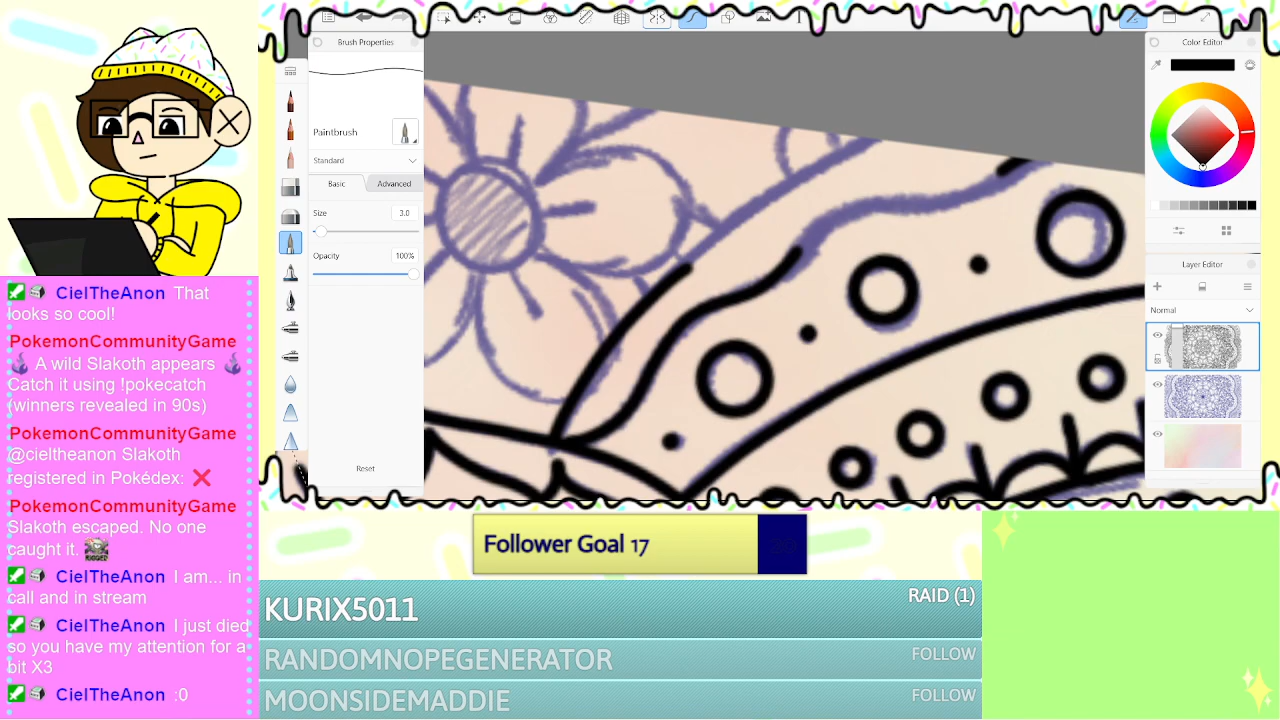 Brush Properties
Paintbrush
Standard
Basic
Advanced
Size
3.0
Opacity
100%
Reset
Color Editor
Layer Editor
Normal
CielTheAnon That
looks so cool!
PokemonCommunityGame
A wild Slakoth appears
Catch it using !pokecatch
(winners revealed in 90s)
PokemonCommunityGame
@cieltheanon Slakoth
registered in Pokédex: ❌
PokemonCommunityGame
Slakoth escaped. No one
caught it.
CielTheAnon I am... in
call and in stream
CielTheAnon I just died
so you have my attention for a
bit X3
CielTheAnon :0
Follower Goal 17
KURIX5011
RAID (1)
RANDOMNOPEGENERATOR
FOLLOW
MOONSIDEMADDIE
FOLLOW